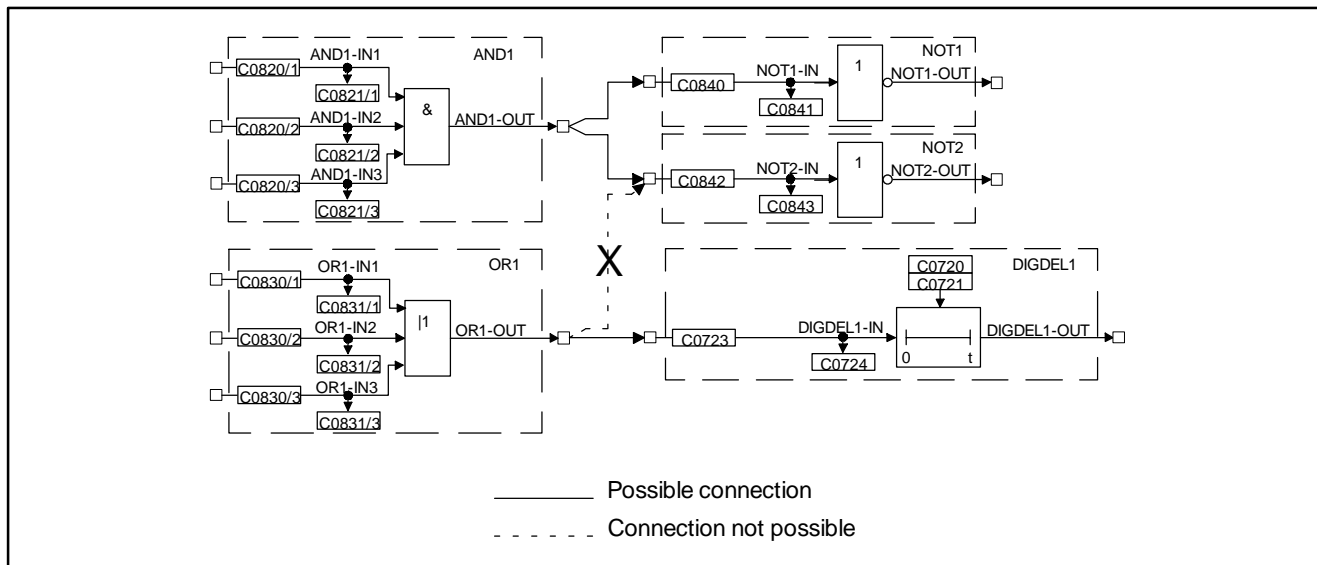 AND1
AND1-IN1
C0820/1
C0821/1
AND1-IN2
C0820/2
C0821/2
AND1-IN3
C0820/3
C0821/3
&
AND1-OUT
NOT1
NOT1-IN
C0840
C0841
1
NOT1-OUT
NOT2
NOT2-IN
C0842
C0843
1
NOT2-OUT
OR1
OR1-IN1
C0830/1
C0831/1
OR1-IN2
C0830/2
C0831/2
OR1-IN3
C0830/3
C0831/3
|1
OR1-OUT
X
DIGDEL1
C0720
C0721
DIGDEL1-IN
C0723
C0724
0 t
DIGDEL1-OUT
Possible connection
Connection not possible